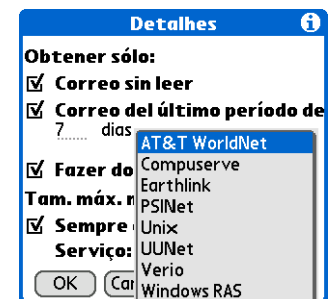 Detalhes
Obtener sólo:
Correo sin leer
Correo del último período de
7 dias
AT&T WorldNet
Compuserve
Earthlink
PSINet
Unix
UUNet
Verio
Windows RAS
Fazer do
Tam. máx.
Sempre
Serviço:
OK